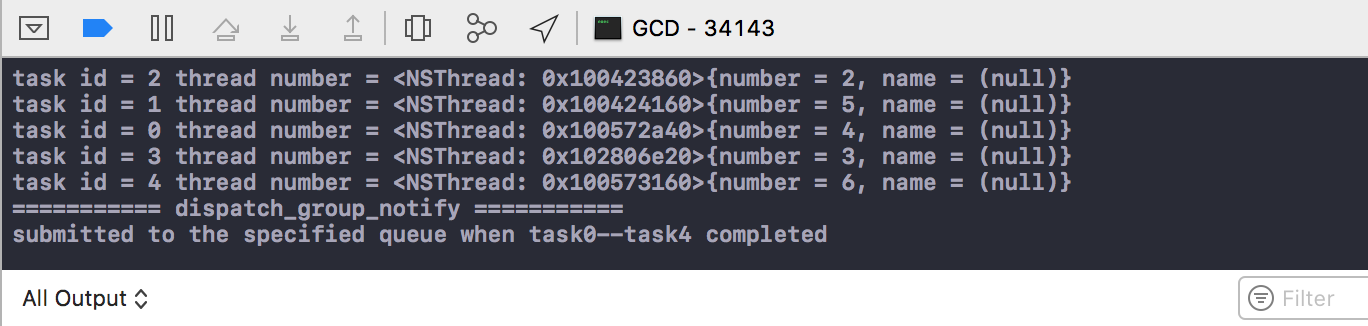 GCD - 34143
task id = 2 thread number = <NSThread: 0x100423860>{number = 2, name = (null)}
task id = 1 thread number = <NSThread: 0x100424160>{number = 5, name = (null)}
task id = 0 thread number = <NSThread: 0x100572a40>{number = 4, name = (null)}
task id = 3 thread number = <NSThread: 0x102806e20>{number = 3, name = (null)}
task id = 4 thread number = <NSThread: 0x100573160>{number = 6, name = (null)}
=========== dispatch_group_notify ===========
submitted to the specified queue when task0--task4 completed
All Output
Filter